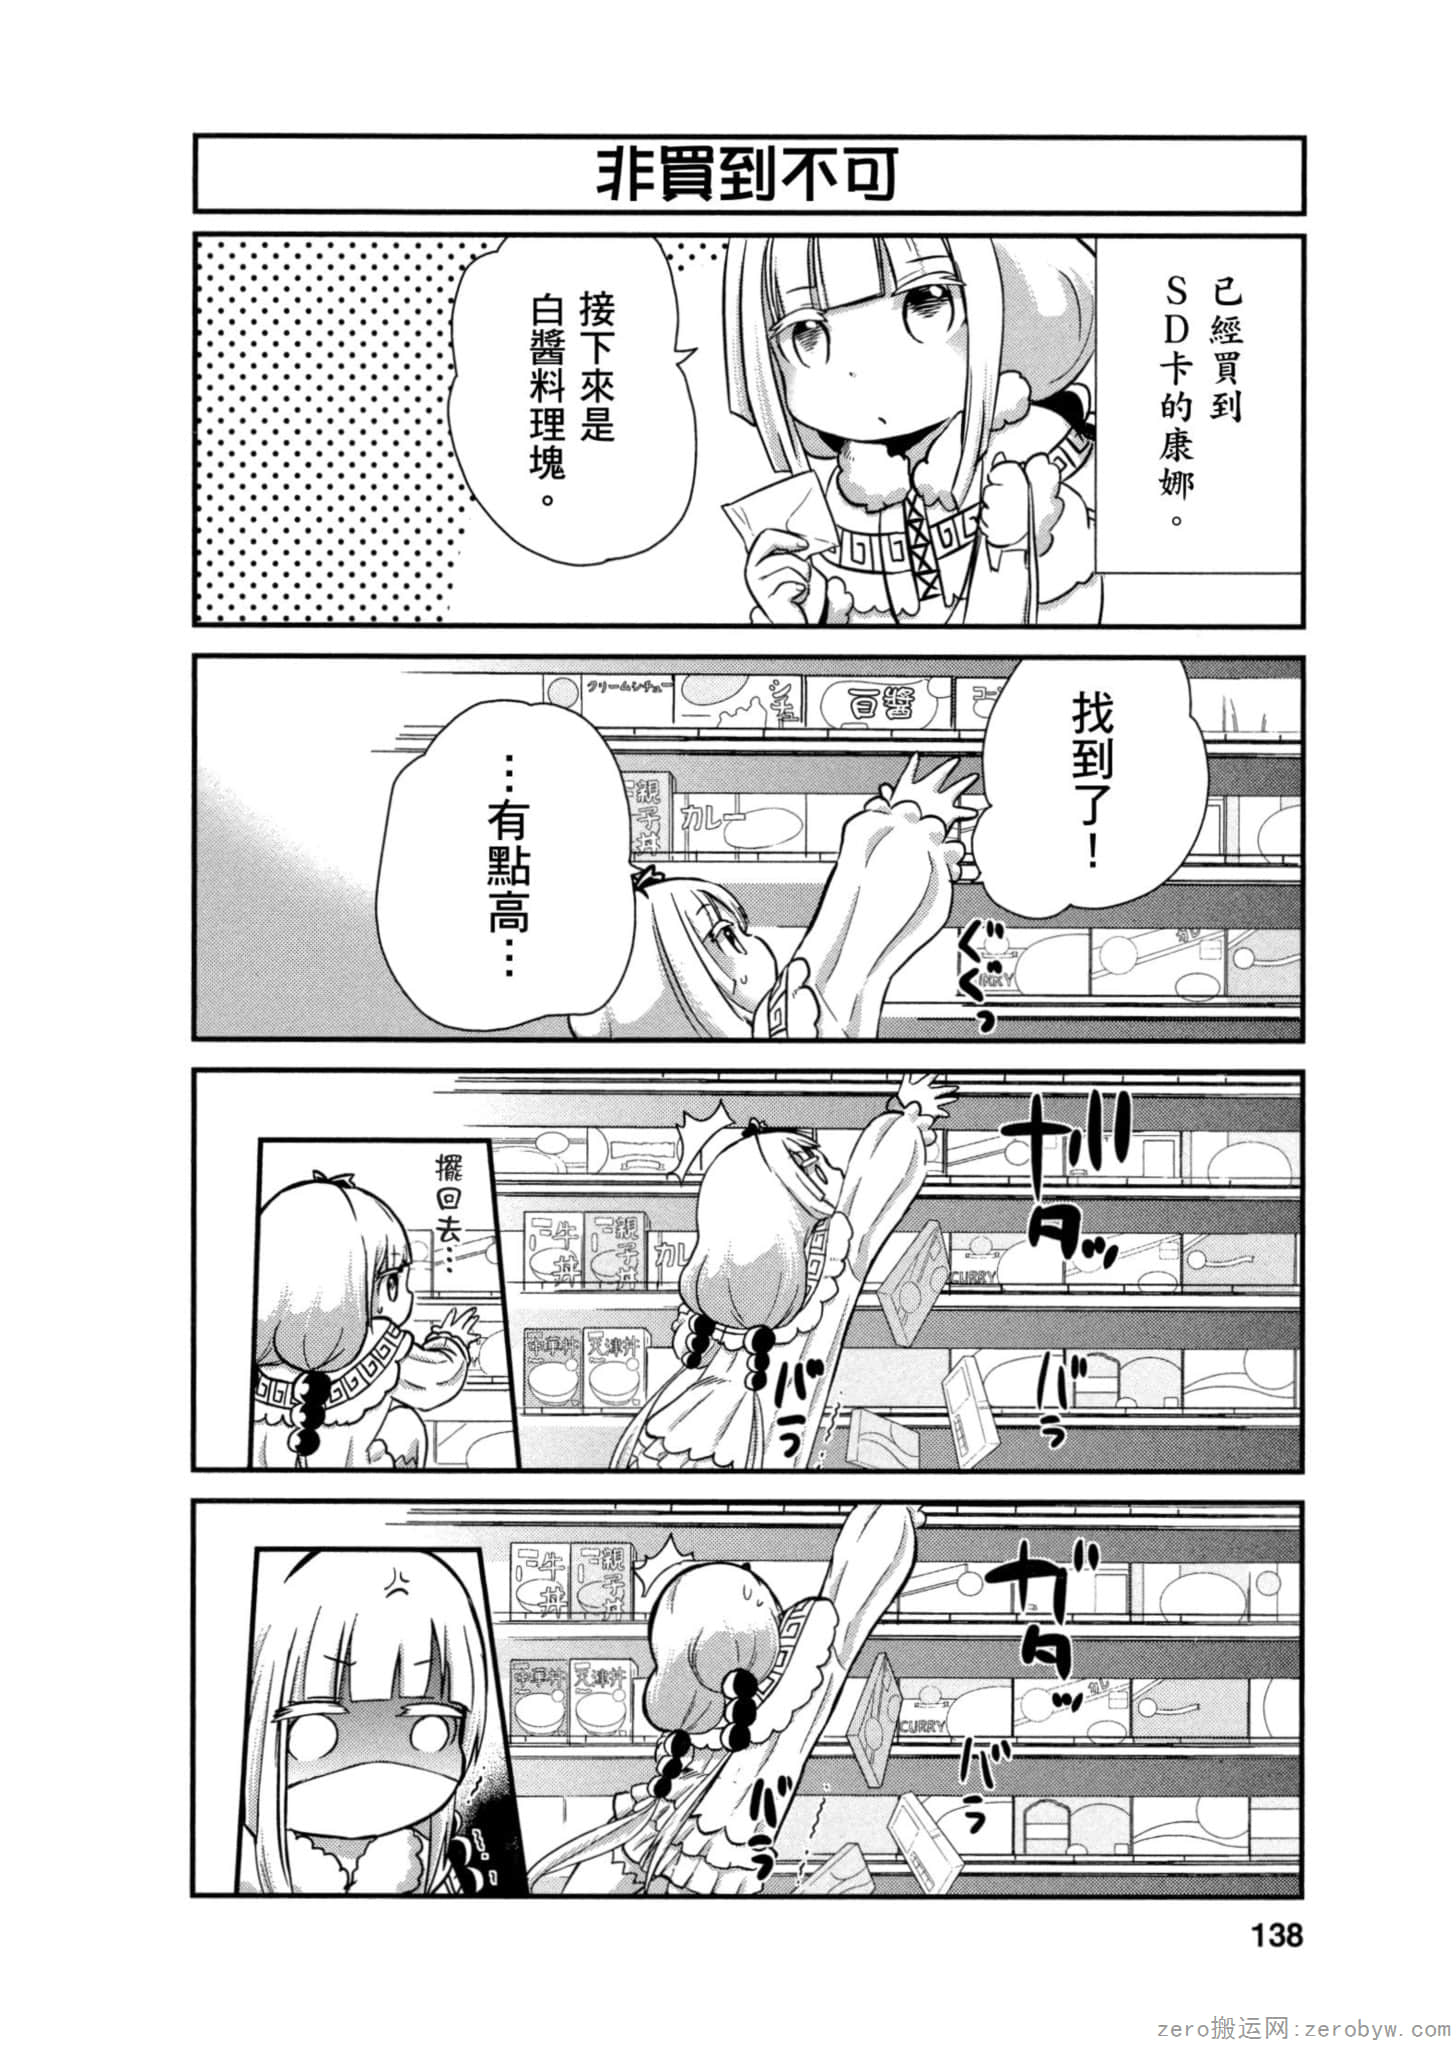 非買到不可
已經買到
SD卡的康娜。
接下來是
白醬料理塊。
クリームシチュー
シチュー
白醬
コーン
找到了！
…有點高…
親子丼
カレー
カレ
ぐぐっ
ガタッ
バラ
バラ
擺回去…
牛丼
親子丼
カレ
CURRY
中華丼
天津丼
ガタッ
バラ
バラ
牛丼
親子丼
中華丼
天津丼
カレ
CURRY
138
zero搬运网:zerobyw.com